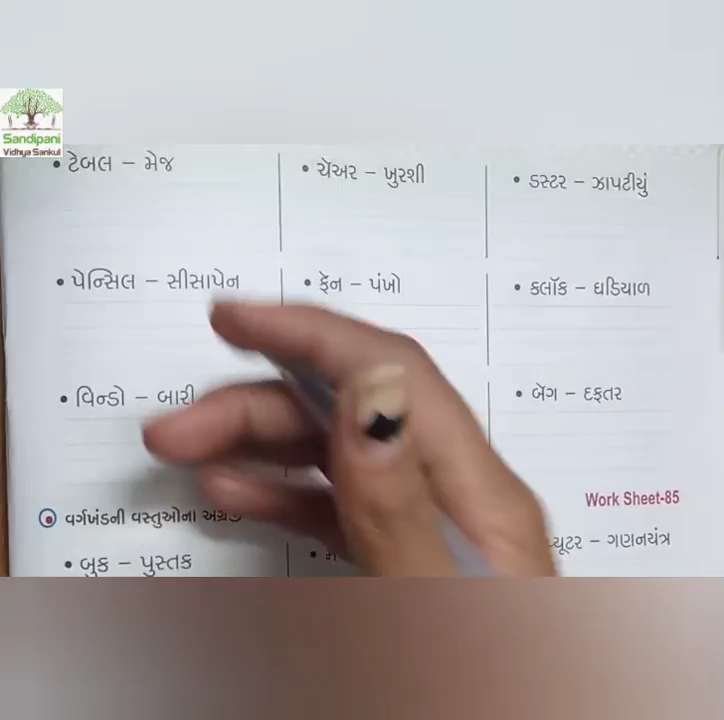 Sandipani
Vidhya Sankul
• ટેબલ – મેજ
• ચૅઅર – ખુરશી
• ડસ્ટર – ઝાપટીયું
• પેન્સિલ – સીસાપેન
• ફૅન – પંખો
• ક્લૉક – ઘડિયાળ
• વિન્ડો – બારી
• બૅગ – દફતર
Work Sheet-85
વર્ગખંડની વસ્તુઓના
• બુક – પુસ્તક
– ગણનયંત્ર